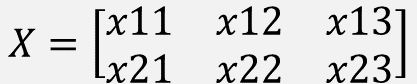 X = [x11 x12 x13
x21 x22 x23]